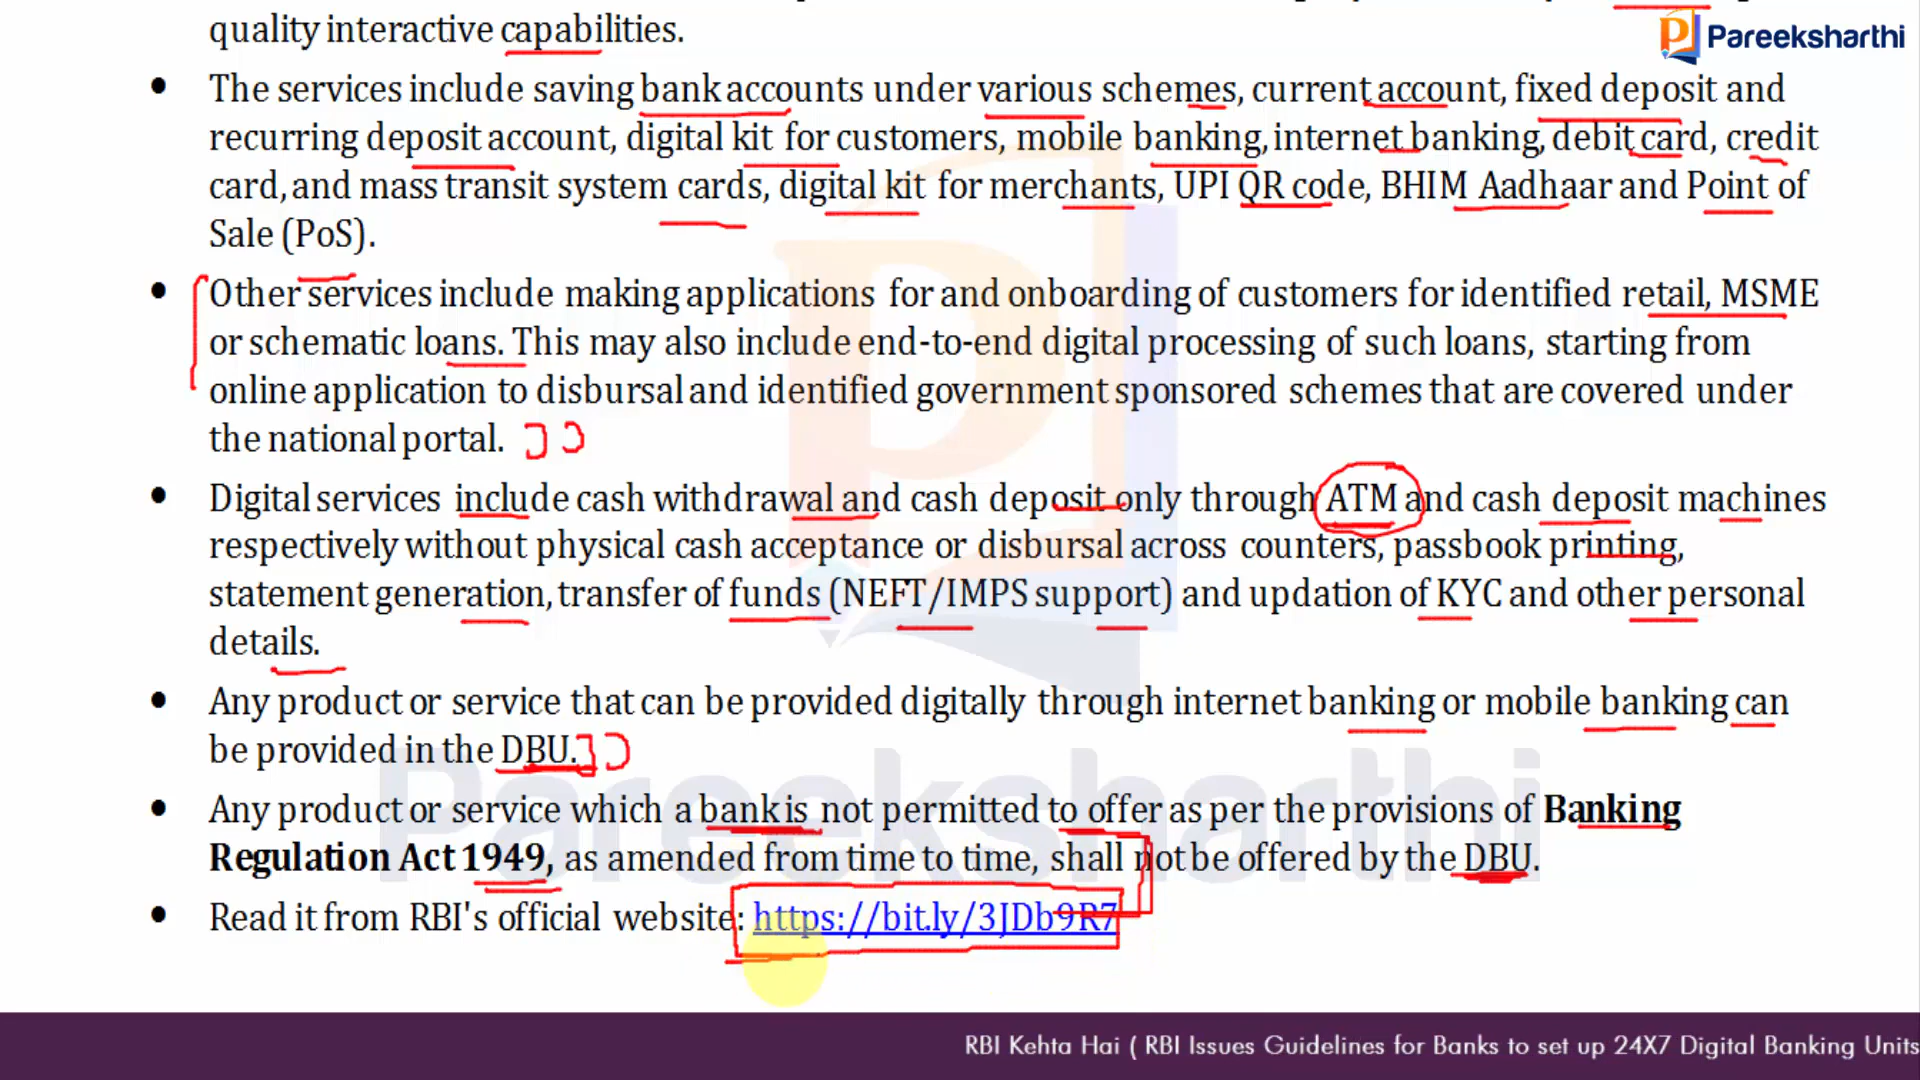 quality interactive capabilities.
Pareeksharthi
• The services include saving bank accounts under various schemes, current account, fixed deposit and
recurring deposit account, digital kit for customers, mobile banking, internet banking, debit card, credit
card, and mass transit system cards, digital kit for merchants, UPI QR code, BHIM Aadhaar and Point of
Sale (PoS).
• Other services include making applications for and onboarding of customers for identified retail, MSME
or schematic loans. This may also include end-to-end digital processing of such loans, starting from
online application to disbursal and identified government sponsored schemes that are covered under
the national portal.
• Digital services include cash withdrawal and cash deposit only through ATM and cash deposit machines
respectively without physical cash acceptance or disbursal across counters, passbook printing,
statement generation, transfer of funds (NEFT/IMPS support) and updation of KYC and other personal
details.
• Any product or service that can be provided digitally through internet banking or mobile banking can
be provided in the DBU.
Pareeksharthi
• Any product or service which a bank is not permitted to offer as per the provisions of Banking
Regulation Act 1949, as amended from time to time, shall not be offered by the DBU.
• Read it from RBI's official website: https://bit.ly/3JDb9R7
RBI Kehta Hai ( RBI Issues Guidelines for Banks to set up 24X7 Digital Banking Units